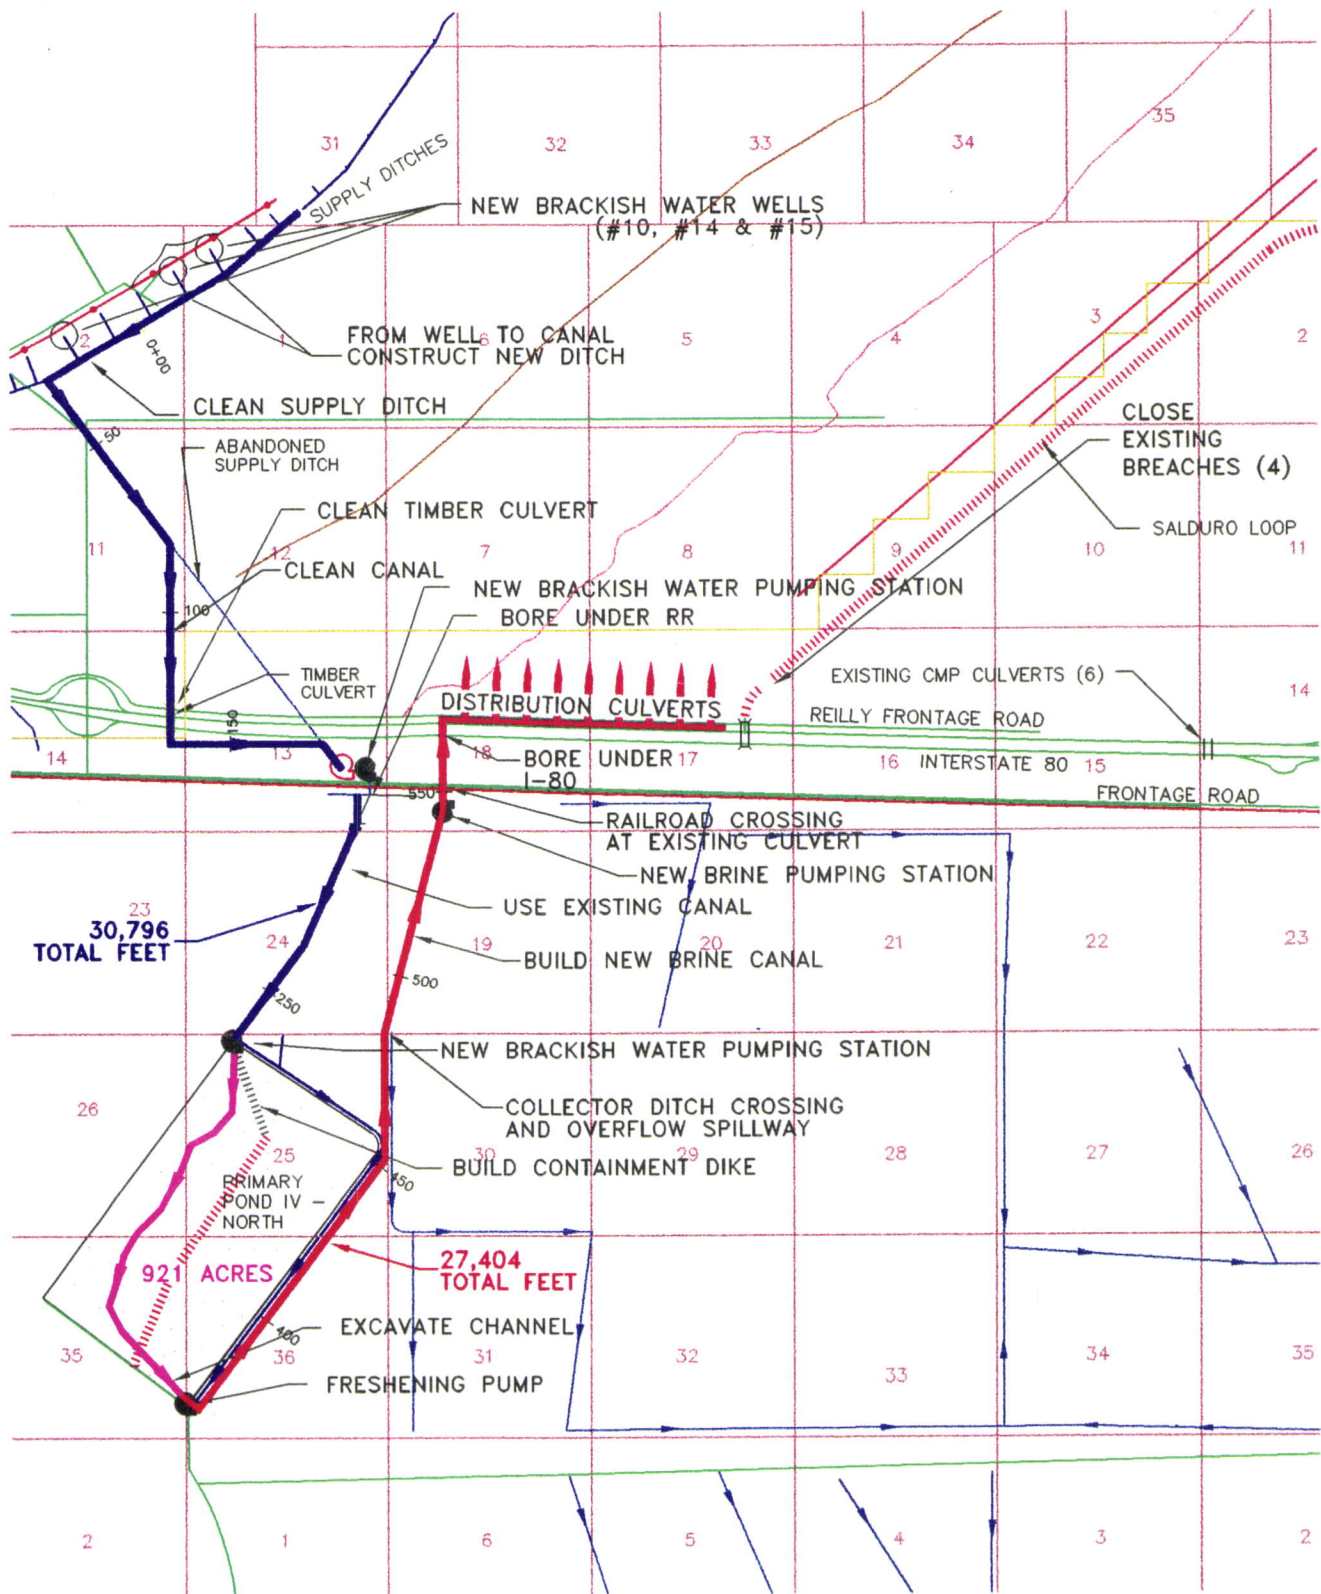 31
32
33
34
35
SUPPLY DITCHES
NEW BRACKISH WATER WELLS
(#10, #14 & #15)
2
1
6
5
4
3
2
0+00
FROM WELL TO CANAL
CONSTRUCT NEW DITCH
CLEAN SUPPLY DITCH
50
ABANDONED
SUPPLY DITCH
CLOSE
EXISTING
BREACHES (4)
SALDURO LOOP
CLEAN TIMBER CULVERT
11
12
7
8
9
10
11
CLEAN CANAL
NEW BRACKISH WATER PUMPING STATION
BORE UNDER RR
100
TIMBER
CULVERT
EXISTING CMP CULVERTS (6)
14
DISTRIBUTION CULVERTS
REILLY FRONTAGE ROAD
150
14
13
18
17
16
15
BORE UNDER
I-80
INTERSTATE 80
FRONTAGE ROAD
550
RAILROAD CROSSING
AT EXISTING CULVERT
NEW BRINE PUMPING STATION
USE EXISTING CANAL
23
30,796
TOTAL FEET
24
19
20
21
22
23
BUILD NEW BRINE CANAL
500
250
NEW BRACKISH WATER PUMPING STATION
26
COLLECTOR DITCH CROSSING
AND OVERFLOW SPILLWAY
25
30
29
28
27
26
BUILD CONTAINMENT DIKE
450
PRIMARY
POND IV -
NORTH
921 ACRES
27,404
TOTAL FEET
400
EXCAVATE CHANNEL
35
36
31
32
33
34
35
FRESHENING PUMP
2
1
6
5
4
3
2